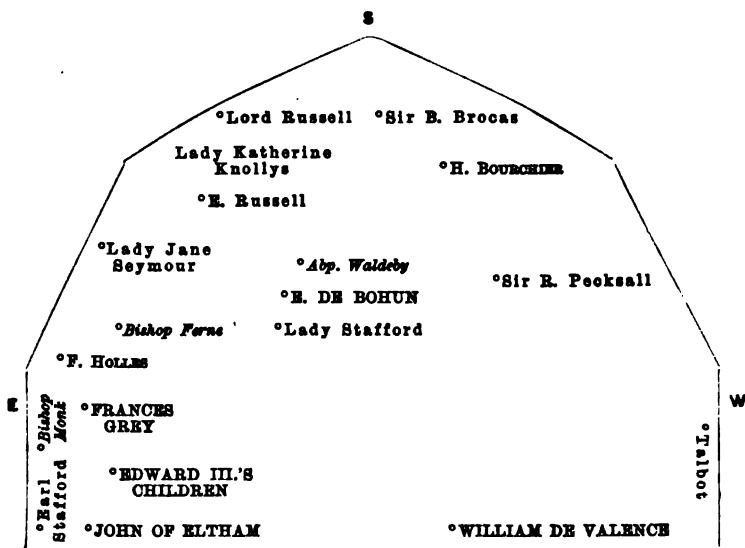 S
°Lord Russell °Sir B. Brocas
Lady Katherine
Knollys
°H. BOURCHIER
°E. Russell
°Lady Jane
Seymour
°Abp. Waldeby
°Sir R. Pecksall
°E. DE BOHUN
°Bishop Ferne °Lady Stafford
°F. HOLLES
E
W
°Bishop
Monk
°FRANCES
GREY
°Talbot
°Earl
Stafford
°EDWARD III.'S
CHILDREN
°JOHN OF ELTHAM °WILLIAM DE VALENCE